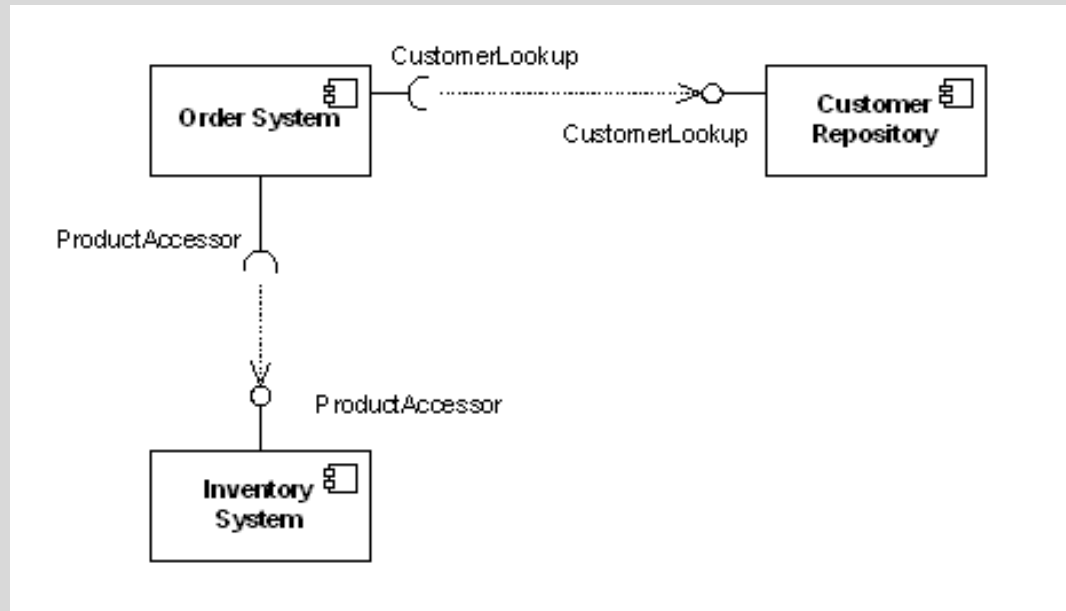 CustomerLookup
Order System
Customer
Repository
CustomerLookup
ProductAccessor
ProductAccessor
Inventory
System